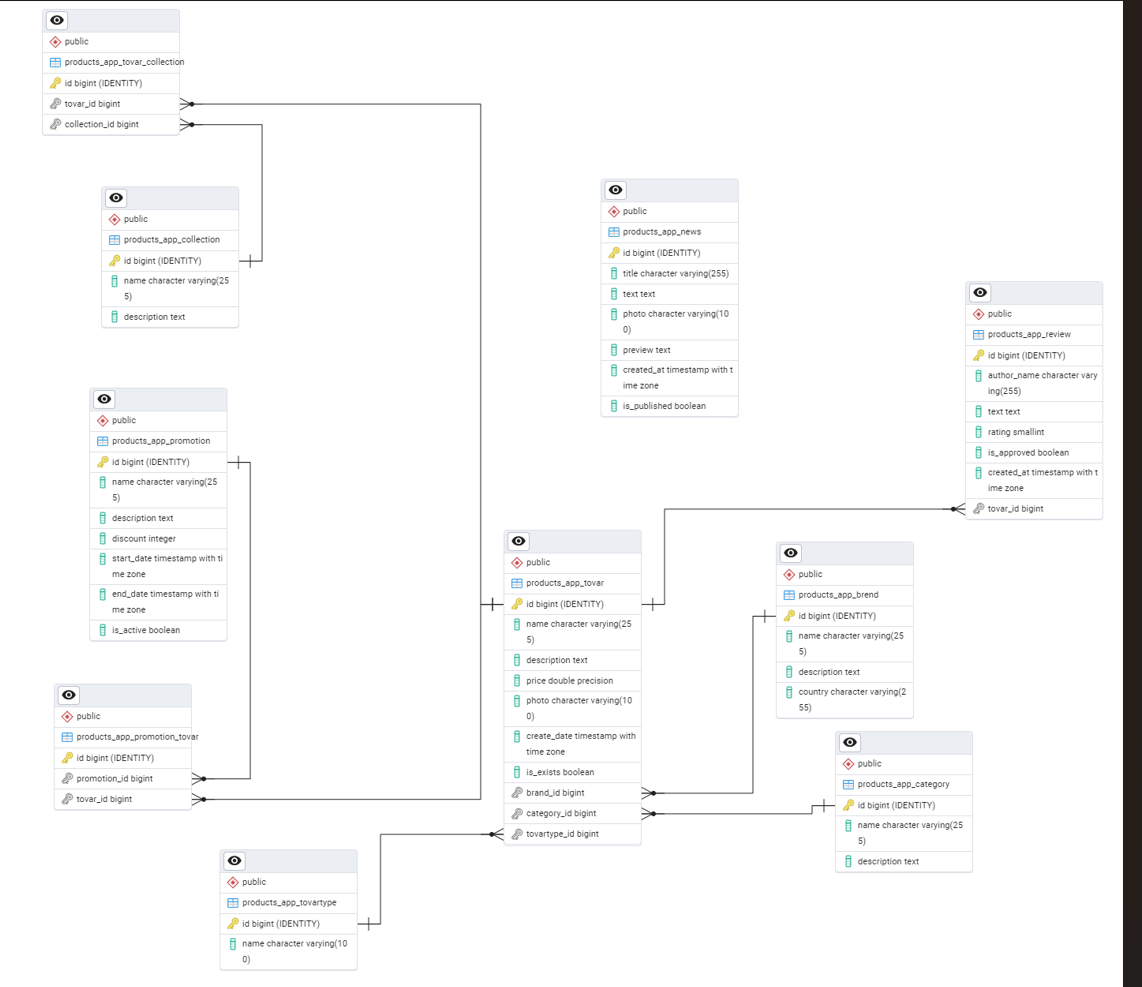 public
products_app_tovar_collection
id bigint (IDENTITY)
tovar_id bigint
collection_id bigint
public
products_app_collection
id bigint (IDENTITY)
name character varying(25
5)
description text
public
products_app_news
id bigint (IDENTITY)
title character varying(255)
text text
photo character varying(10
0)
preview text
created_at timestamp with t
ime zone
is_published boolean
public
products_app_review
id bigint (IDENTITY)
author_name character vary
ing(255)
text text
rating smallint
is_approved boolean
created_at timestamp with t
ime zone
tovar_id bigint
public
products_app_promotion
id bigint (IDENTITY)
name character varying(25
5)
description text
discount integer
start_date timestamp with ti
me zone
end_date timestamp with ti
me zone
is_active boolean
public
products_app_tovar
id bigint (IDENTITY)
name character varying(25
5)
description text
price double precision
photo character varying(10
0)
create_date timestamp with
time zone
is_exists boolean
brand_id bigint
category_id bigint
tovartype_id bigint
public
products_app_brend
id bigint (IDENTITY)
name character varying(25
5)
description text
country character varying(2
55)
public
products_app_promotion_tovar
id bigint (IDENTITY)
promotion_id bigint
tovar_id bigint
public
products_app_category
id bigint (IDENTITY)
name character varying(25
5)
description text
public
products_app_tovartype
id bigint (IDENTITY)
name character varying(10
0)